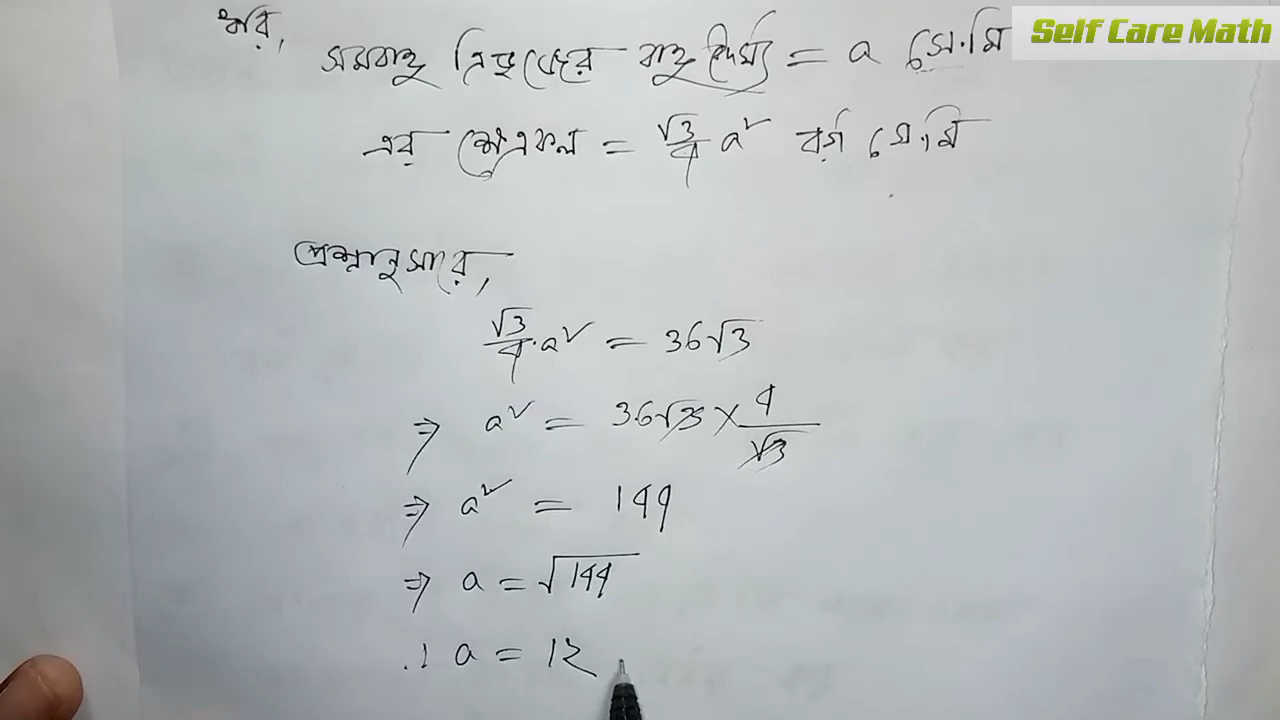 Self Care Math
ধরি,
সমবাহু ত্রিভুজের বাহু দৈর্ঘ্য = a সে.মি
এর ক্ষেত্রফল = √3/4 a² বর্গ সে.মি
প্রশ্নানুসারে,
√3/4 · a² = 36√3
⇒ a² = 36√3 × 4/√3
⇒ a² = 144
⇒ a = √144
∴ a = 12